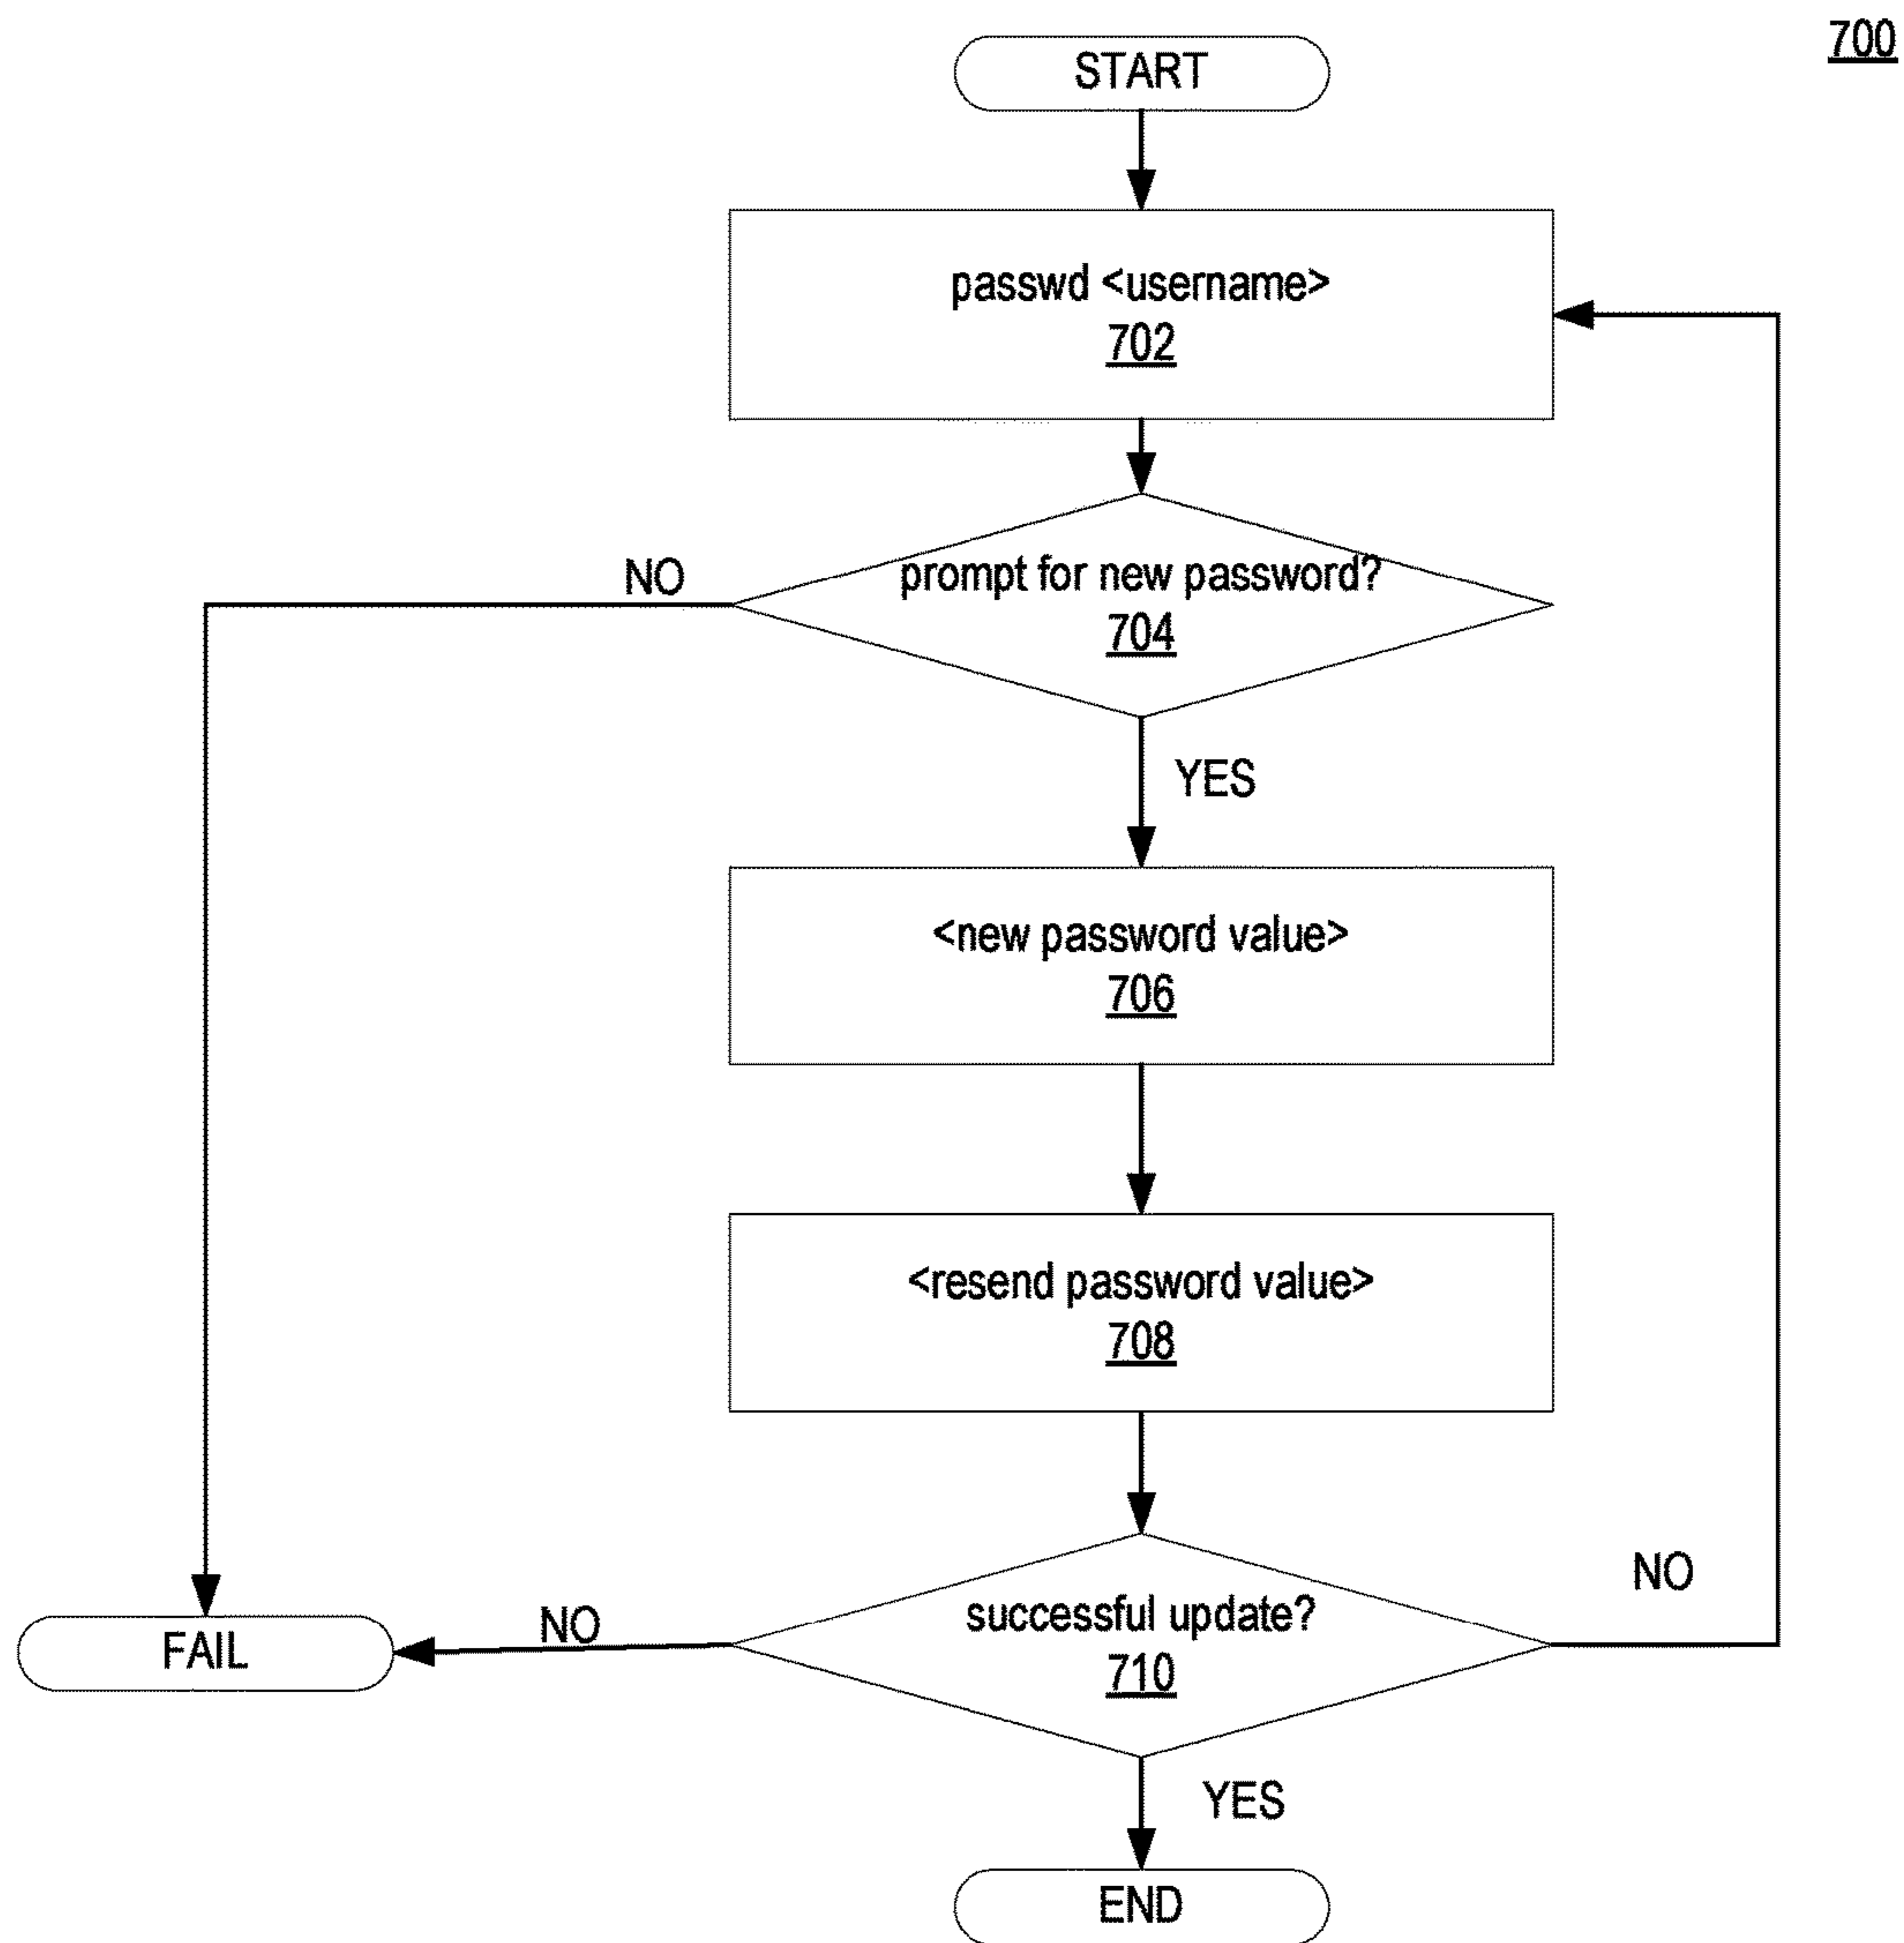 700
START
passwd <username>
702
NO
prompt for new password?
704
YES
<new password value>
706
<resend password value>
708
NO
NO
successful update?
710
FAIL
YES
END